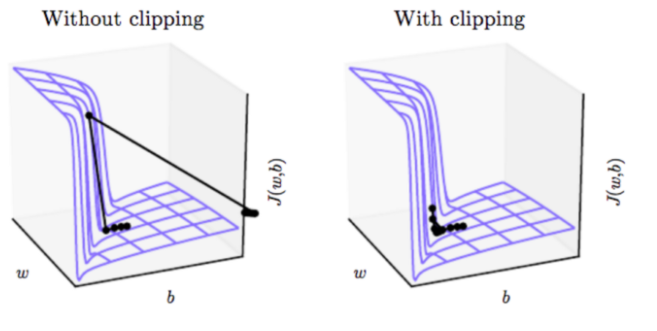 Without clipping
With clipping
J(w,b)
J(w,b)
w
b
w
b